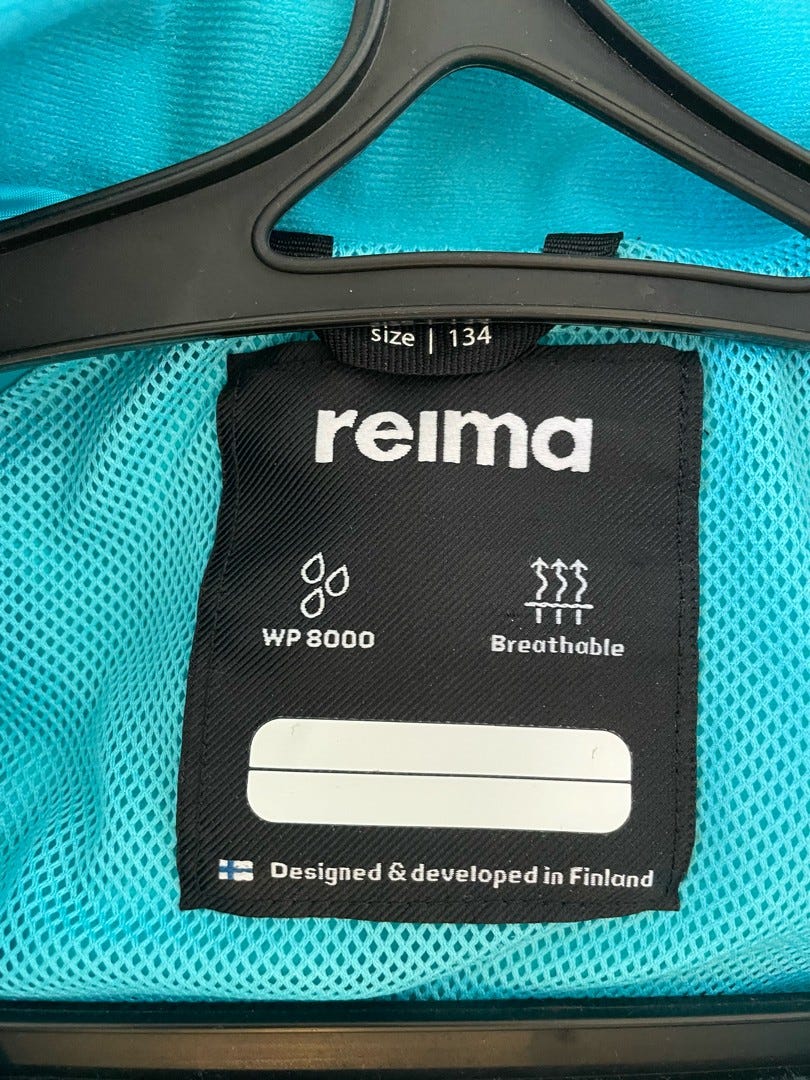 size | 134
reima
WP 8000
Breathable
Designed & developed in Finland